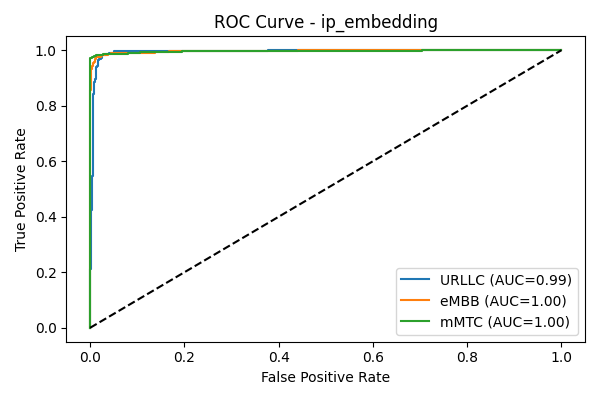 ROC Curve - ip_embedding
True Positive Rate
1.0
0.8
0.6
0.4
0.2
0.0
0.0 0.2 0.4 0.6 0.8 1.0
False Positive Rate
URLLC (AUC=0.99)
eMBB (AUC=1.00)
mMTC (AUC=1.00)